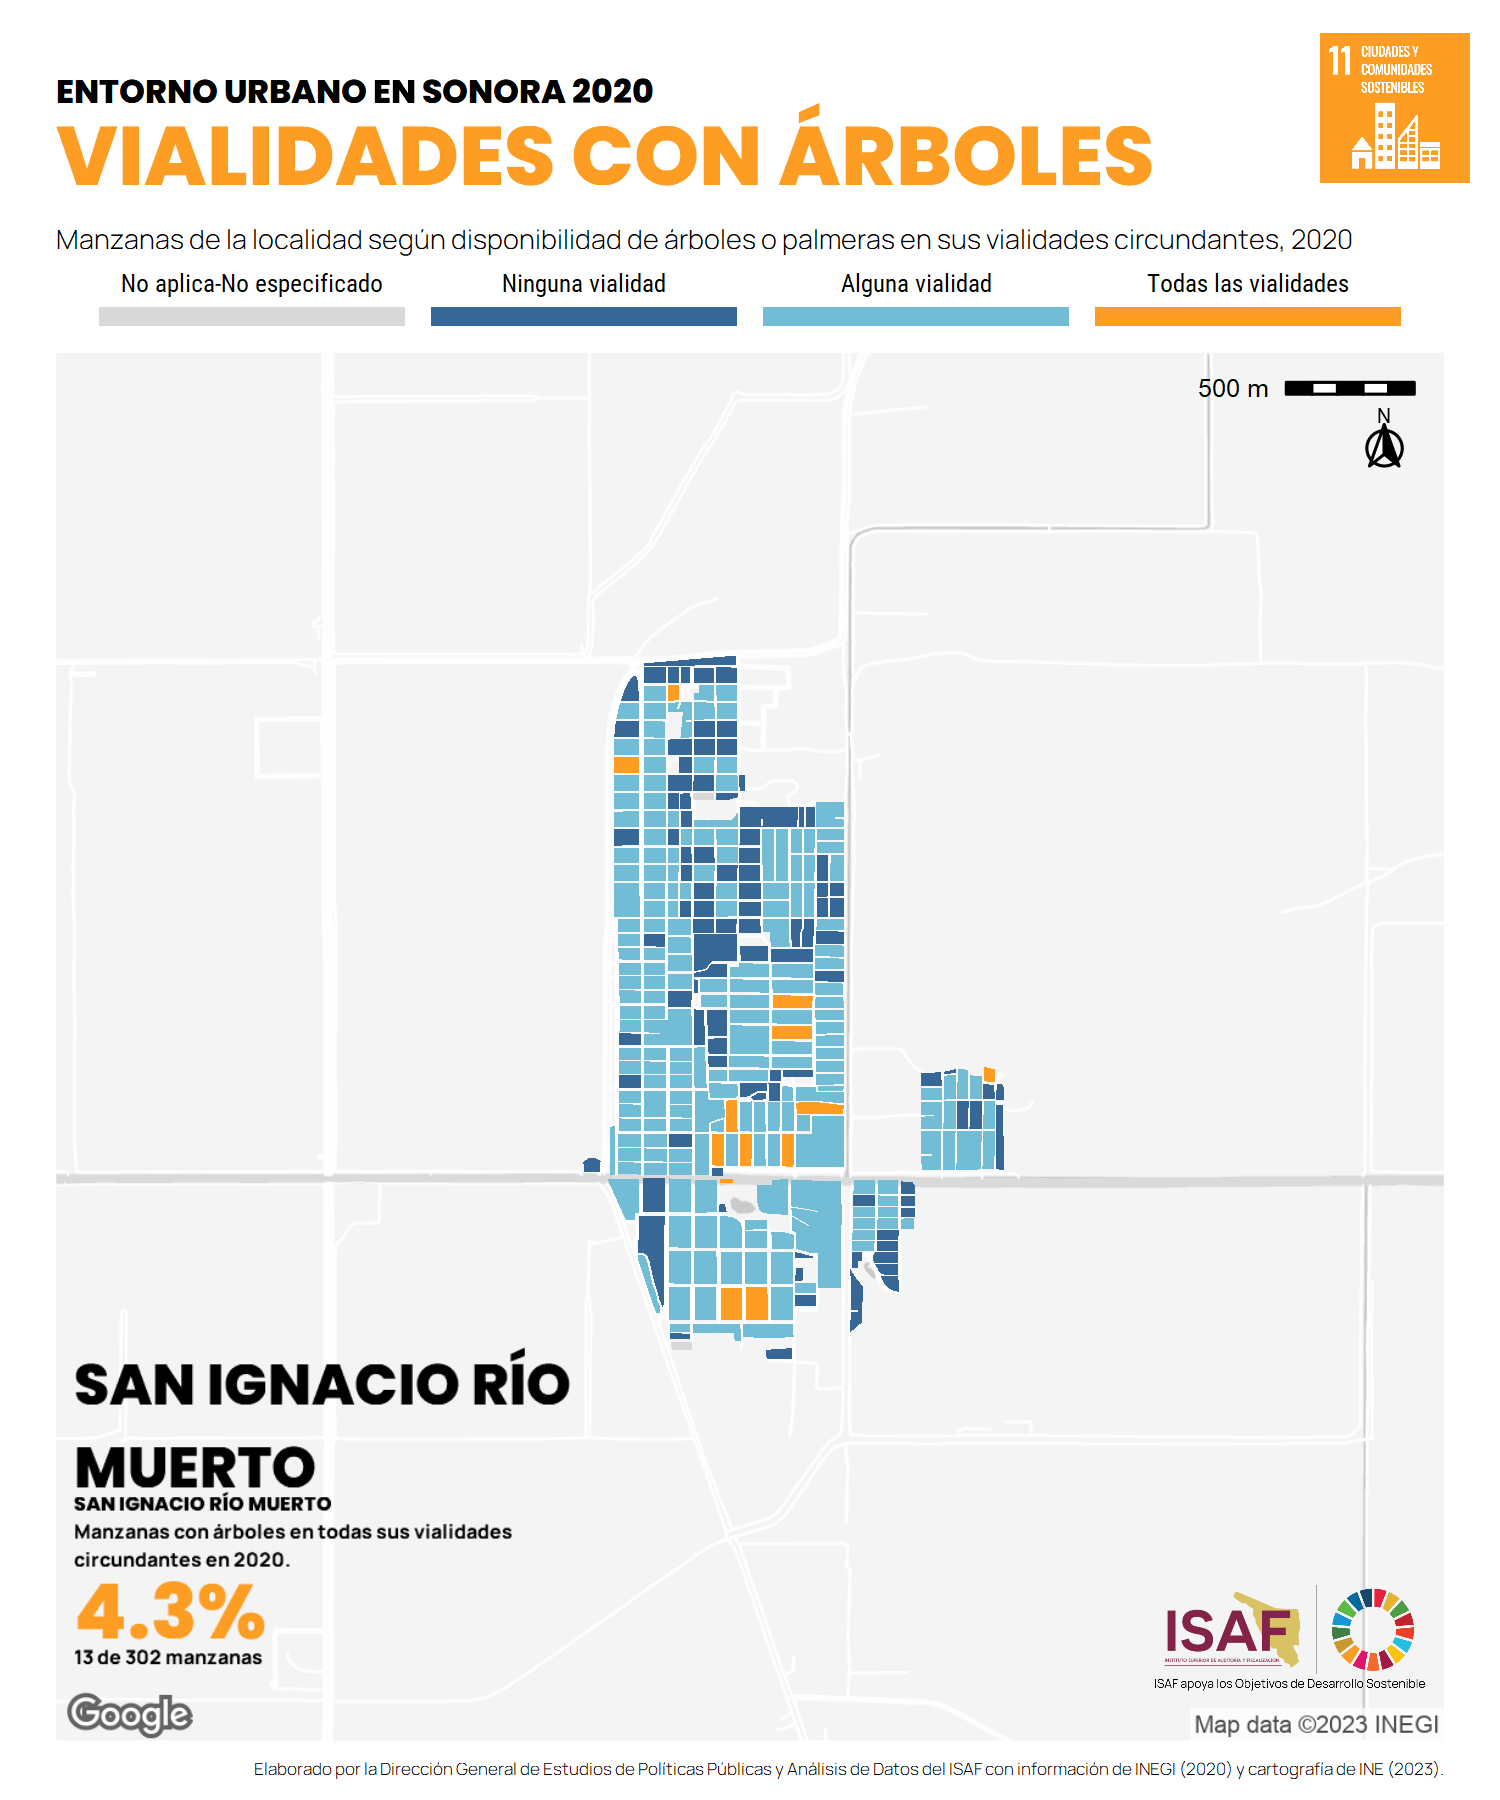 ENTORNO URBANO EN SONORA 2020
VIALIDADES CON ÁRBOLES
11 CIUDADES Y
COMUNIDADES
SOSTENIBLES
Manzanas de la localidad según disponibilidad de árboles o palmeras en sus vialidades circundantes, 2020
No aplica-No especificado
Ninguna vialidad
Alguna vialidad
Todas las vialidades
500 m
N
SAN IGNACIO RÍO
MUERTO
SAN IGNACIO RÍO MUERTO
Manzanas con árboles en todas sus vialidades
circundantes en 2020.
4.3%
13 de 302 manzanas
Google
ISAF
INSTITUTO SUPERIOR DE AUDITORÍA Y FISCALIZACIÓN
ISAF apoya los Objetivos de Desarrollo Sostenible
Map data ©2023 INEGI
Elaborado por la Dirección General de Estudios de Políticas Públicas y Análisis de Datos del ISAF con información de INEGI (2020) y cartografía de INE (2023).